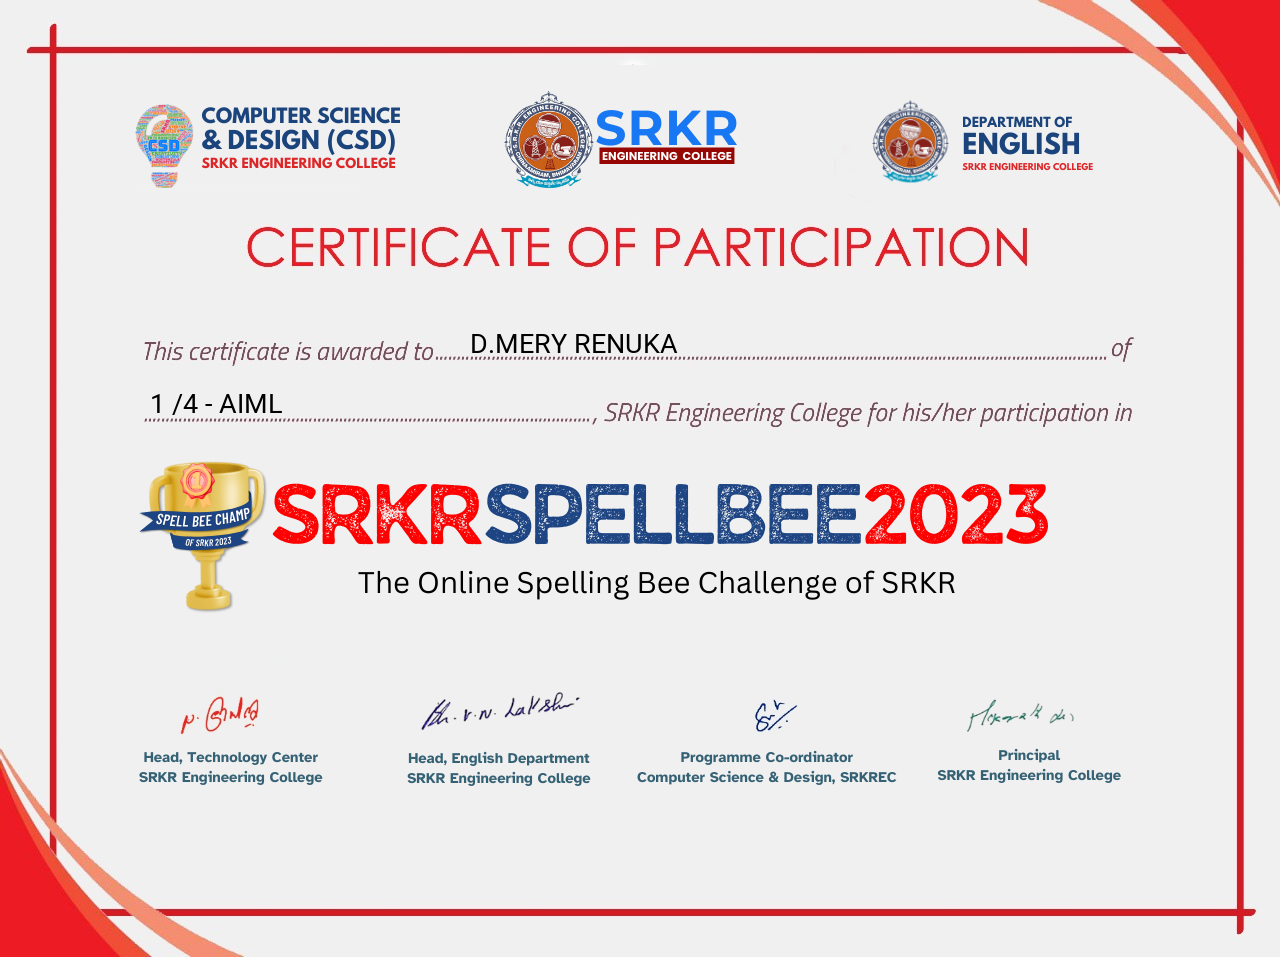 CSD
COMPUTER SCIENCE
& DESIGN (CSD)
SRKR ENGINEERING COLLEGE
SRKR
ENGINEERING COLLEGE
DEPARTMENT OF
ENGLISH
SRKR ENGINEERING COLLEGE
CERTIFICATE OF PARTICIPATION
This certificate is awarded to D.MERY RENUKA of
1 /4 - AIML , SRKR Engineering College for his/her participation in
SPELL BEE CHAMP
OF SRKR 2023
SRKRSPELLBEE2023
The Online Spelling Bee Challenge of SRKR
Head, Technology Center
SRKR Engineering College
Head, English Department
SRKR Engineering College
Programme Co-ordinator
Computer Science & Design, SRKREC
Principal
SRKR Engineering College